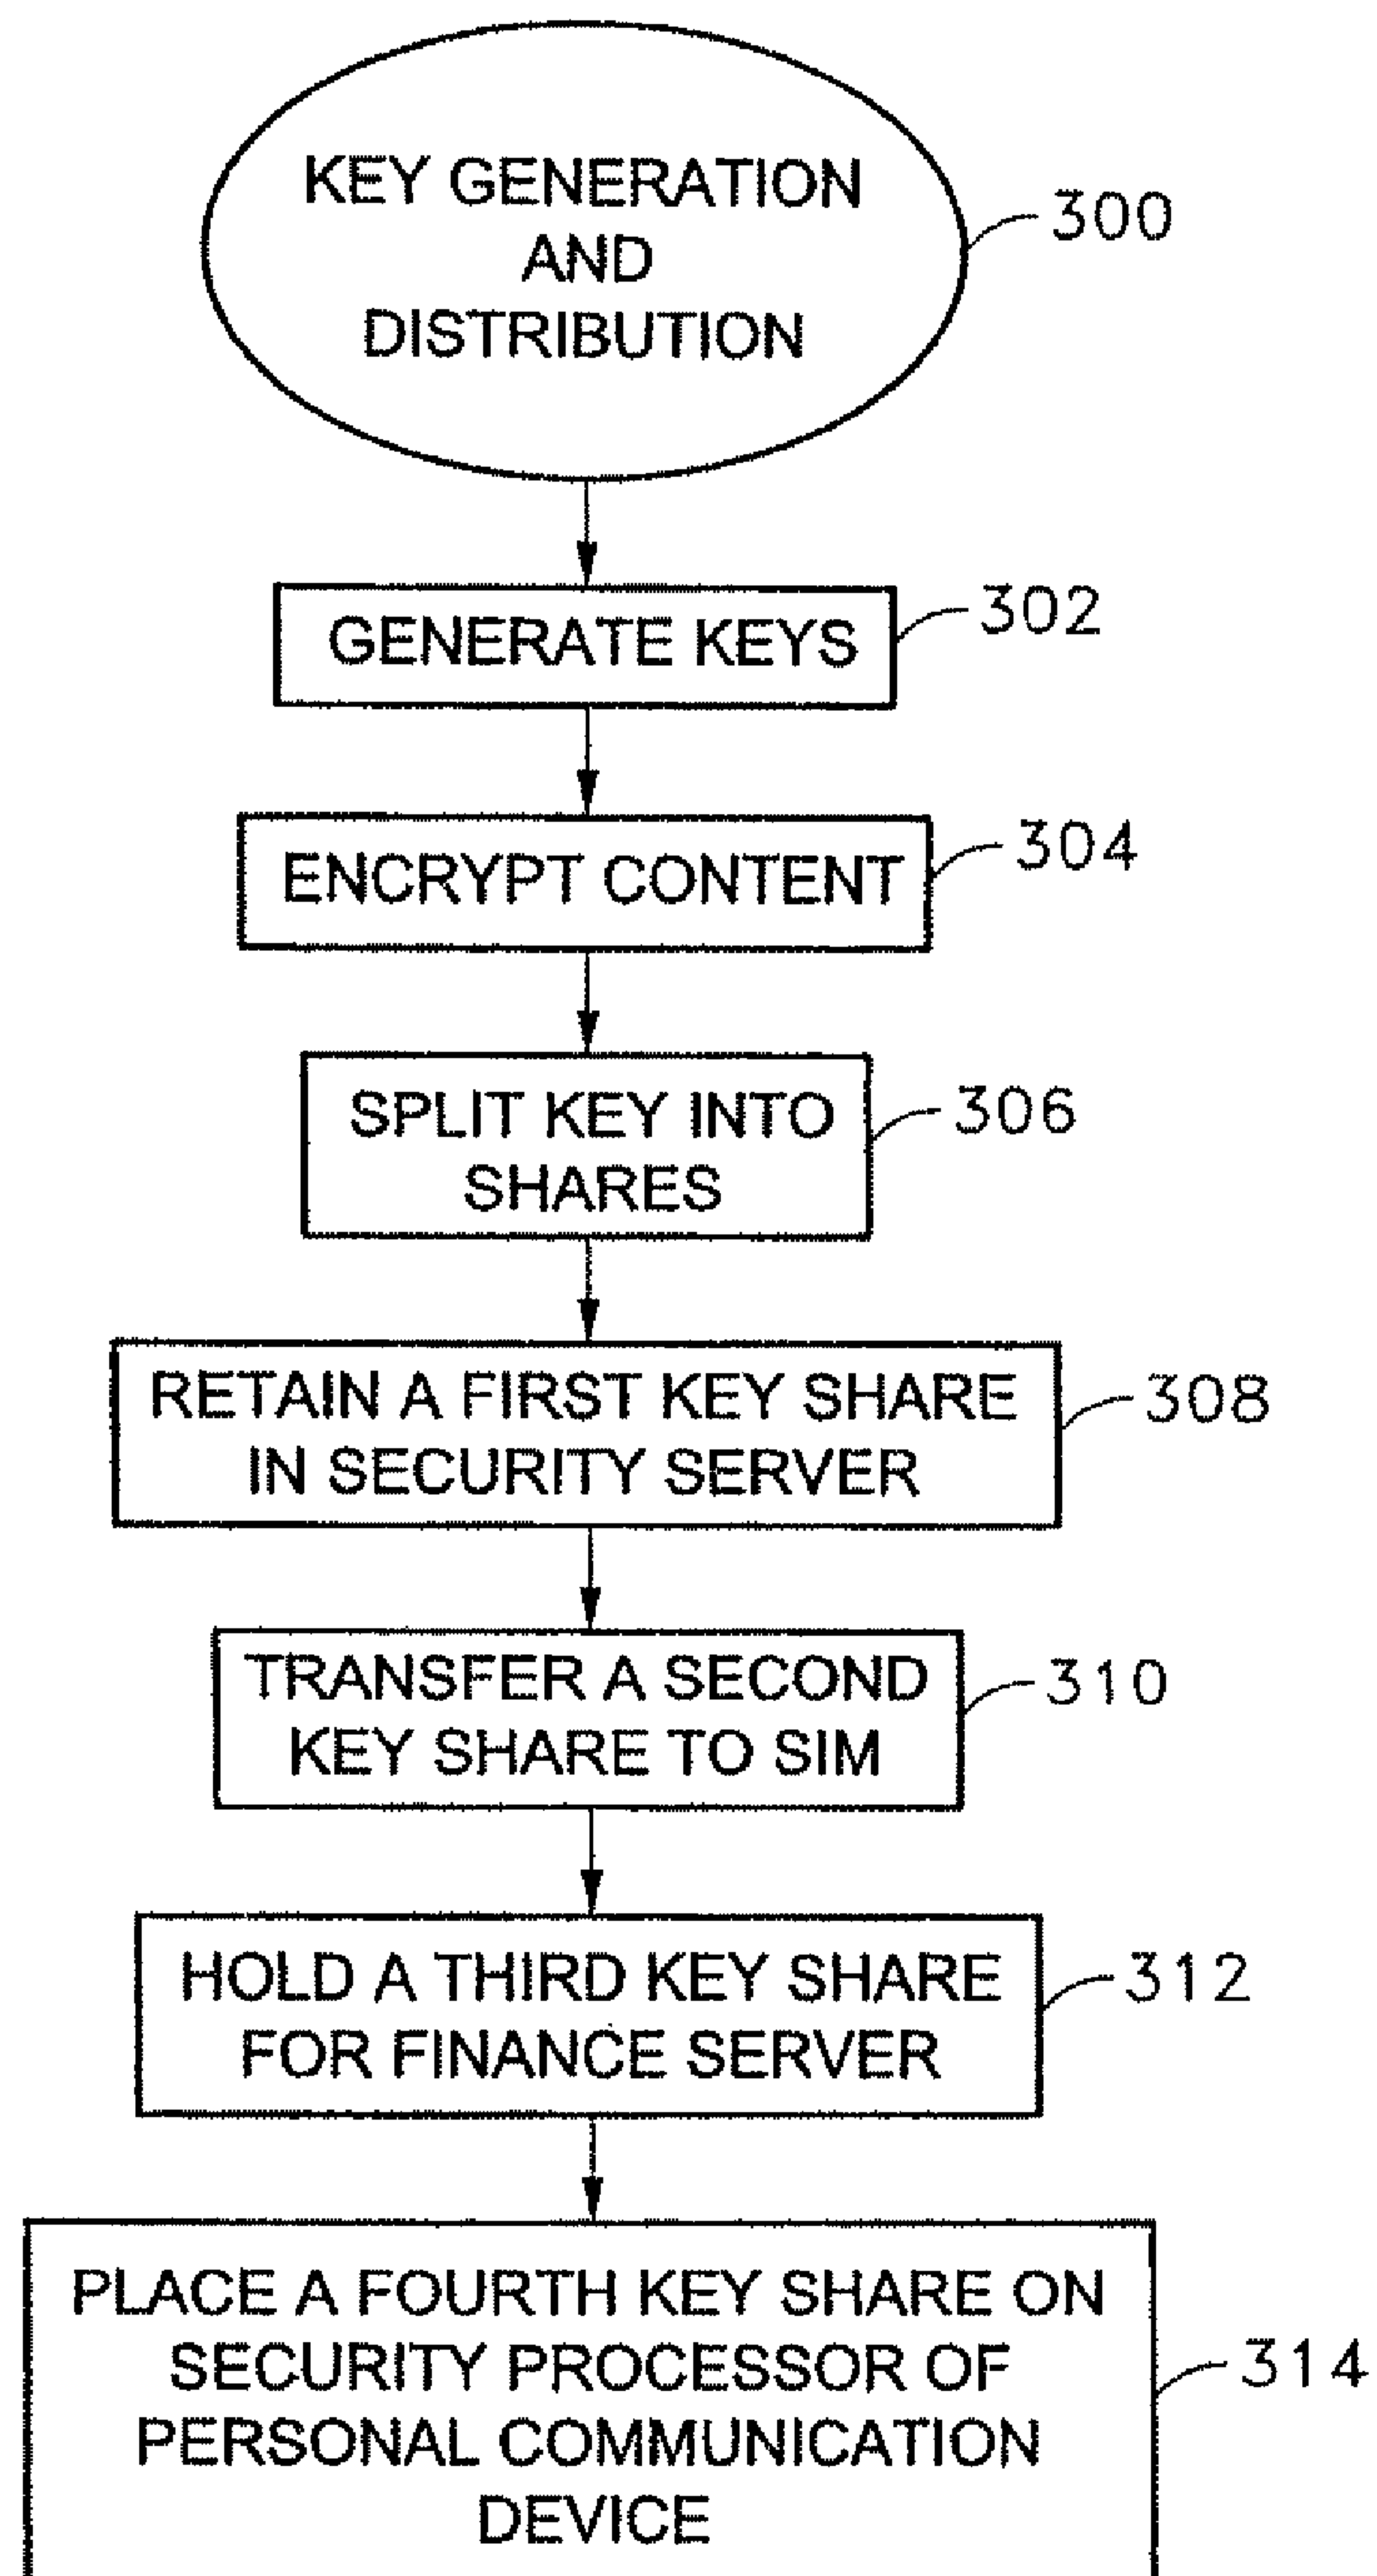 KEY GENERATION
AND
DISTRIBUTION
300
GENERATE KEYS
302
ENCRYPT CONTENT
304
SPLIT KEY INTO
SHARES
306
RETAIN A FIRST KEY SHARE
IN SECURITY SERVER
308
TRANSFER A SECOND
KEY SHARE TO SIM
310
HOLD A THIRD KEY SHARE
FOR FINANCE SERVER
312
PLACE A FOURTH KEY SHARE ON
SECURITY PROCESSOR OF
PERSONAL COMMUNICATION
DEVICE
314